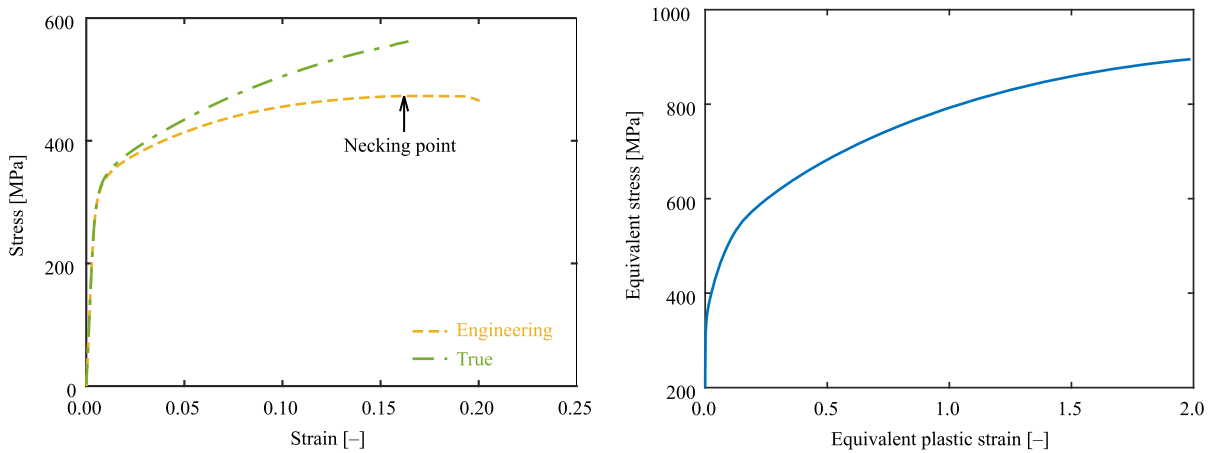 600
400
200
0
0.00
0.05
0.10
0.15
0.20
0.25
Stress [MPa]
Strain [–]
Necking point
Engineering
True
1000
800
600
400
200
0.0
0.5
1.0
1.5
2.0
Equivalent stress [MPa]
Equivalent plastic strain [–]